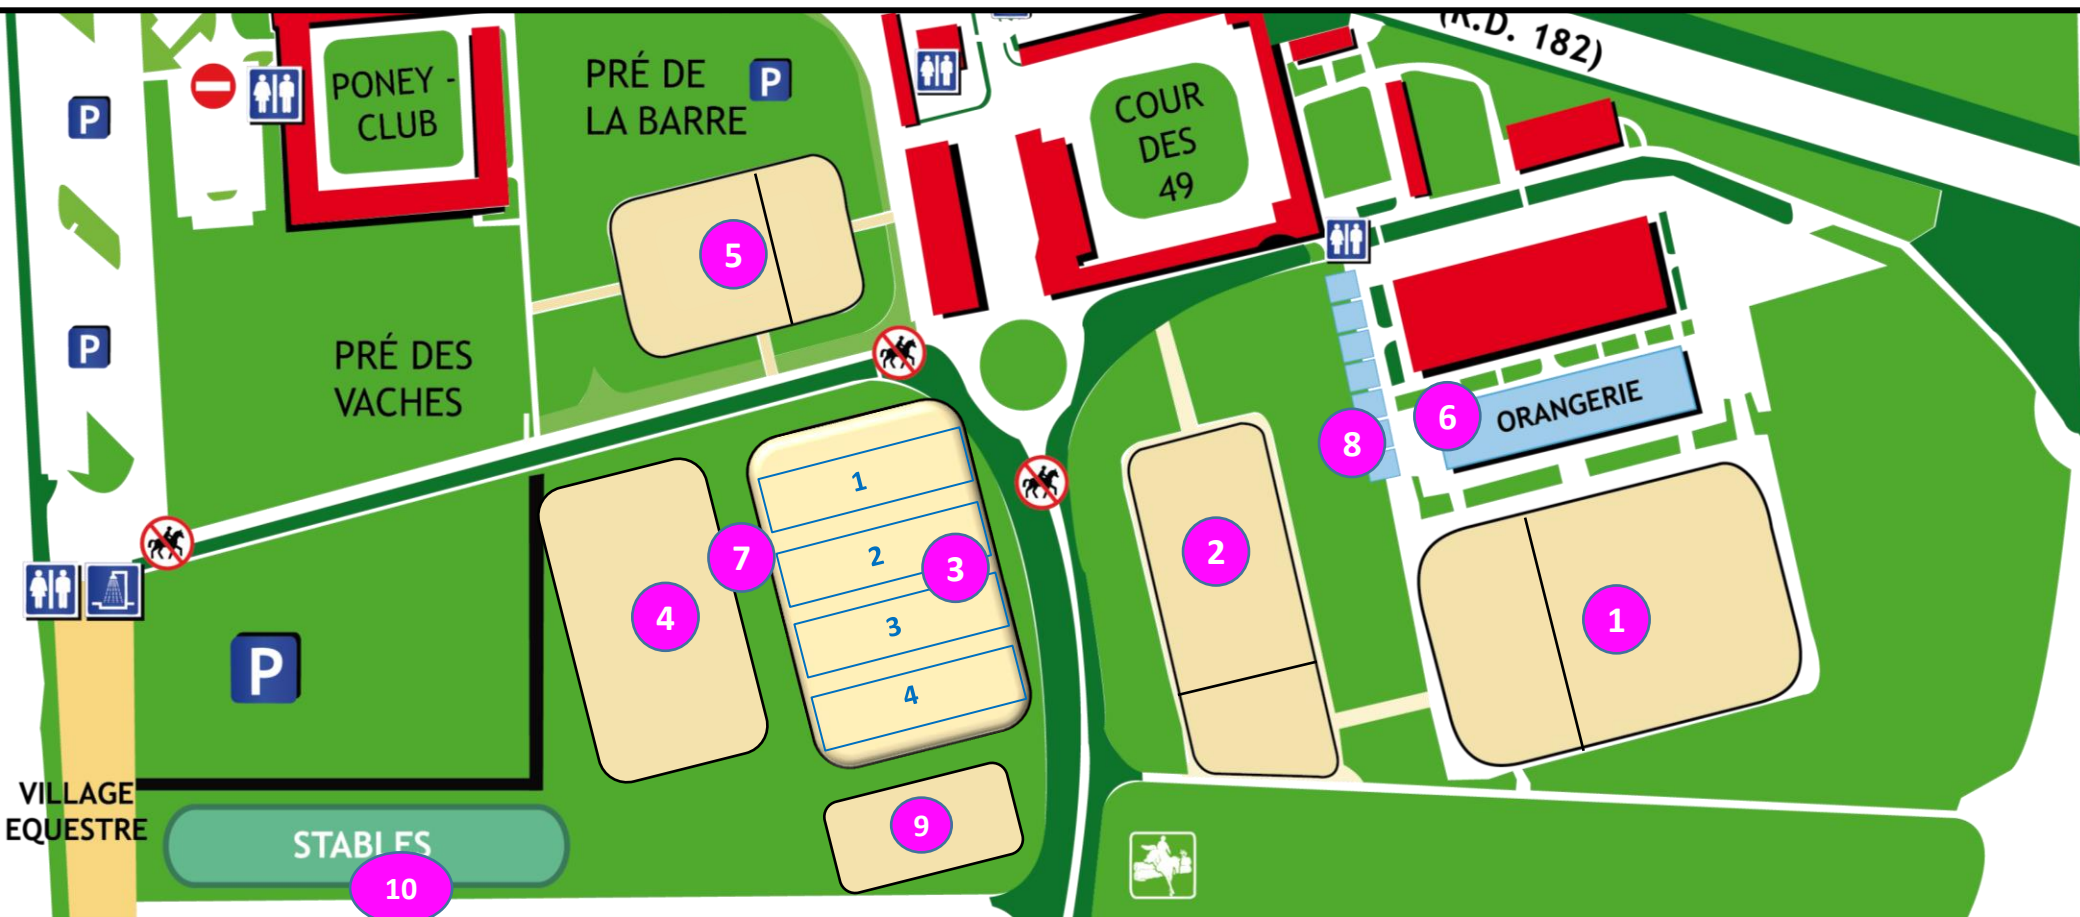 (R.D. 182)
P
PONEY -
CLUB
PRÉ DE
LA BARRE
P
COUR
DES
49
5
P
PRÉ DES
VACHES
6
ORANGERIE
8
1
2
3
4
7
3
4
2
1
P
VILLAGE
EQUESTRE
STABLES
9
10